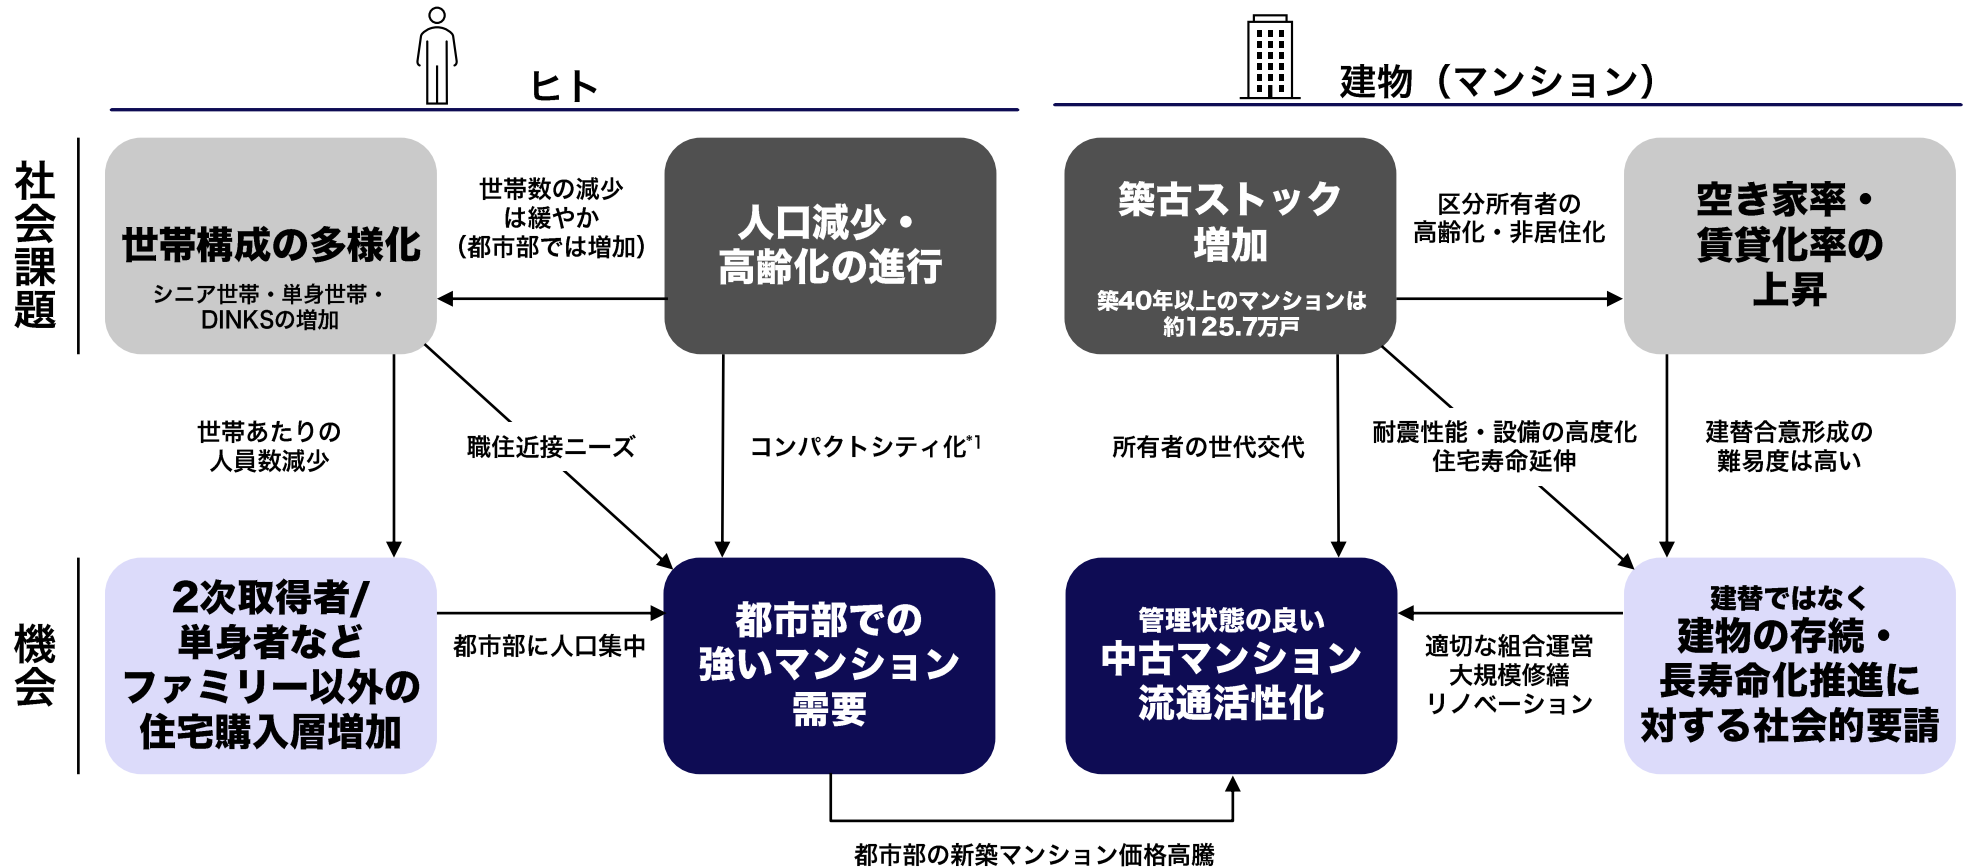 ヒト
建物（マンション）
社会課題
世帯構成の多様化
シニア世帯・単身世帯・
DINKSの増加
世帯数の減少
は緩やか
（都市部では増加）
人口減少・
高齢化の進行
築古ストック
増加
築40年以上のマンションは
約125.7万戸
区分所有者の
高齢化・非居住化
空き家率・
賃貸化率の
上昇
世帯あたりの
人員数減少
職住近接ニーズ
コンパクトシティ化*1
所有者の世代交代
耐震性能・設備の高度化
住宅寿命延伸
建替合意形成の
難易度は高い
機会
2次取得者/
単身者など
ファミリー以外の
住宅購入層増加
都市部に人口集中
都市部での
強いマンション
需要
管理状態の良い
中古マンション
流通活性化
適切な組合運営
大規模修繕
リノベーション
建替ではなく
建物の存続・
長寿命化推進に
対する社会的要請
都市部の新築マンション価格高騰